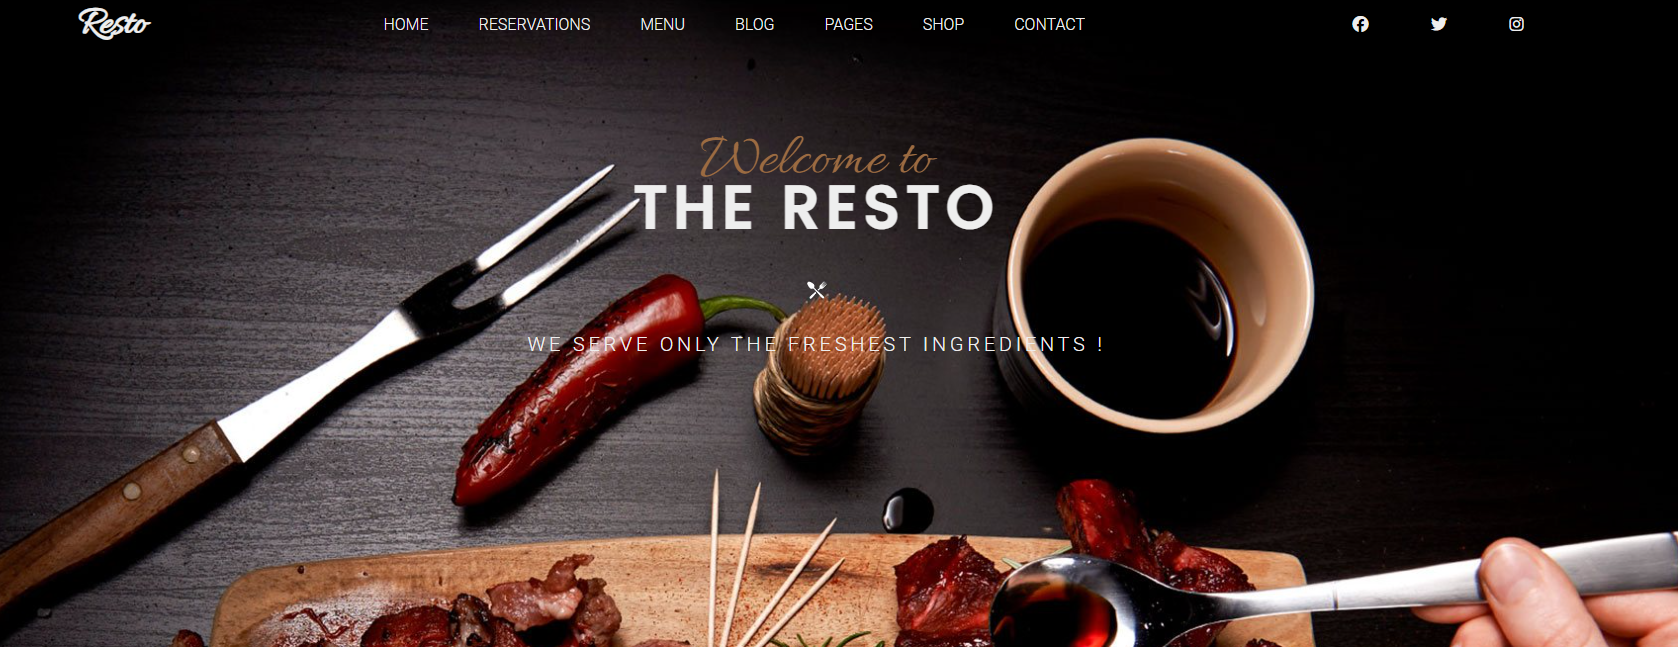 Resto
HOME RESERVATIONS MENU BLOG PAGES SHOP CONTACT
Welcome to
THE RESTO
WE SERVE ONLY THE FRESHEST INGREDIENTS !